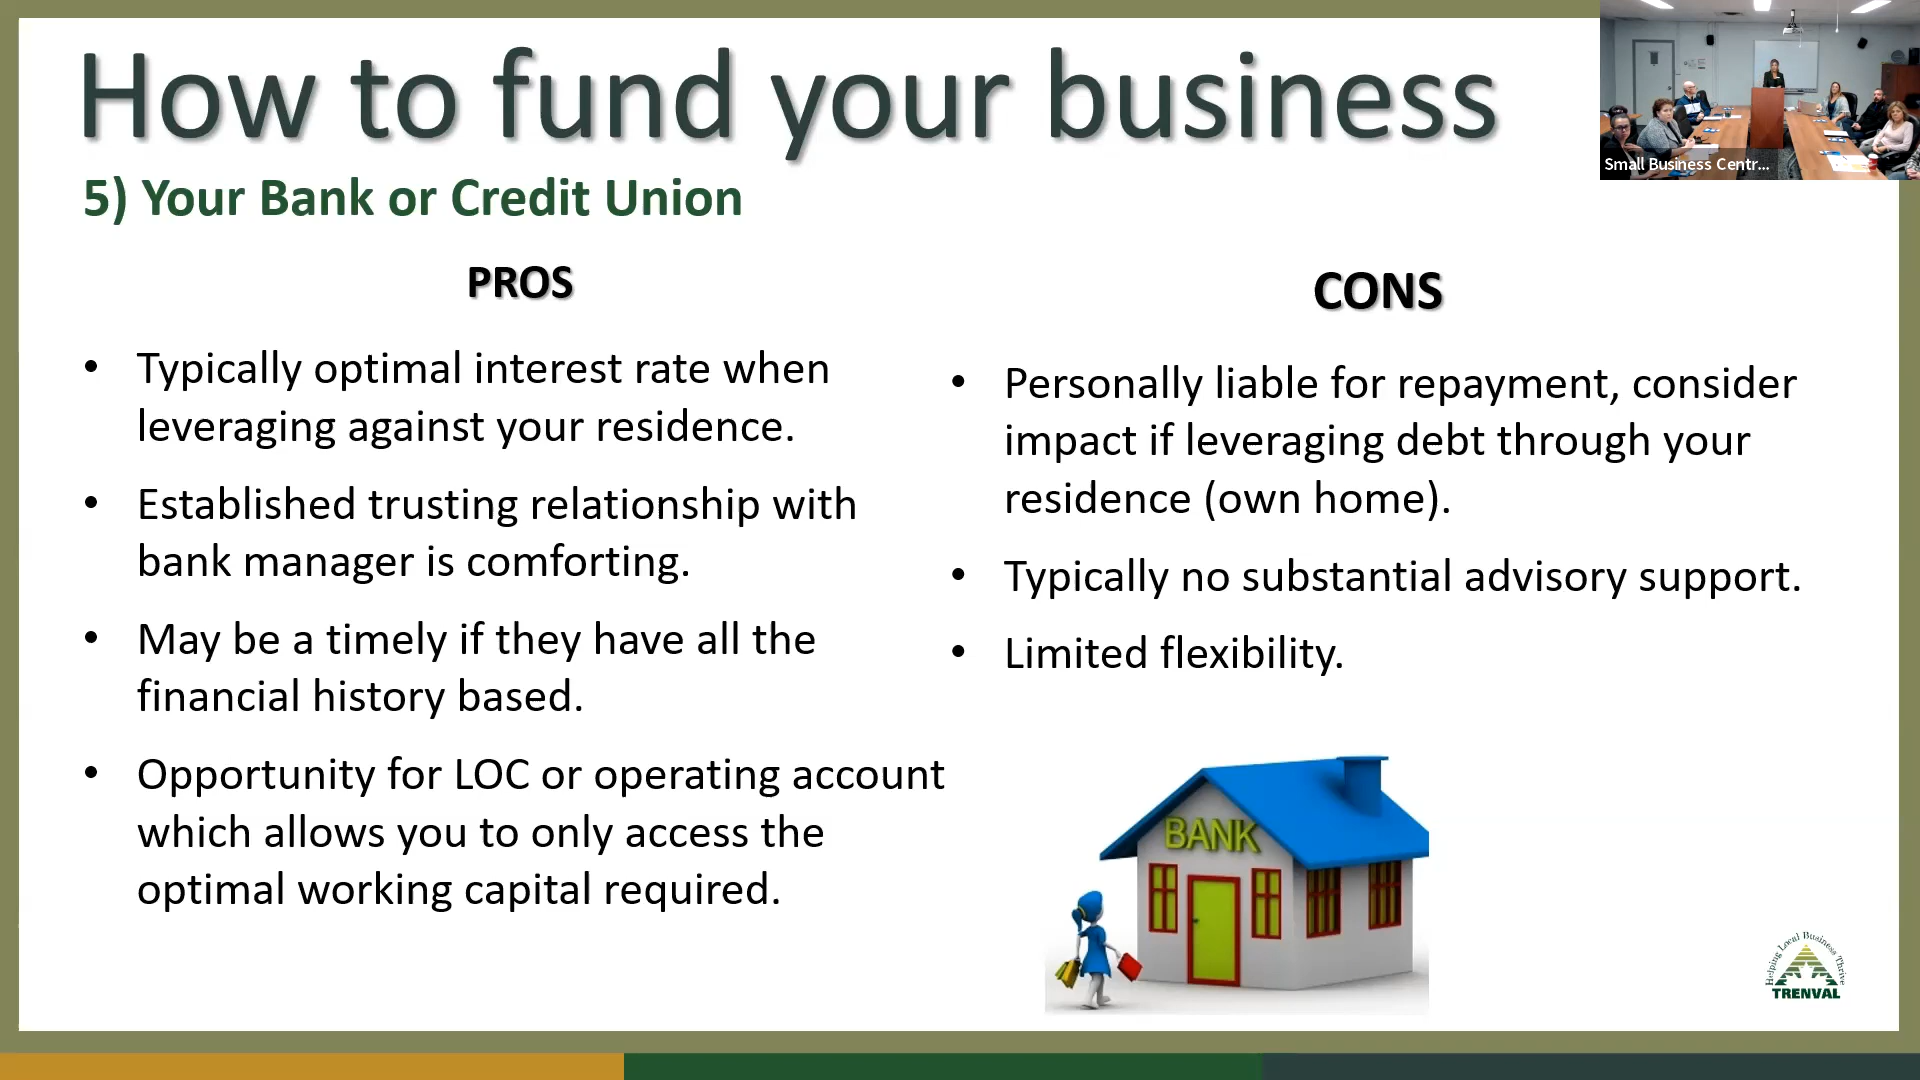 How to fund your business
Small Business Centr...
5) Your Bank or Credit Union
PROS
• Typically optimal interest rate when
leveraging against your residence.
• Established trusting relationship with
bank manager is comforting.
• May be a timely if they have all the
financial history based.
• Opportunity for LOC or operating account
which allows you to only access the
optimal working capital required.
CONS
• Personally liable for repayment, consider
impact if leveraging debt through your
residence (own home).
• Typically no substantial advisory support.
• Limited flexibility.
BANK
Helping Local Business Thrive
TRENVAL